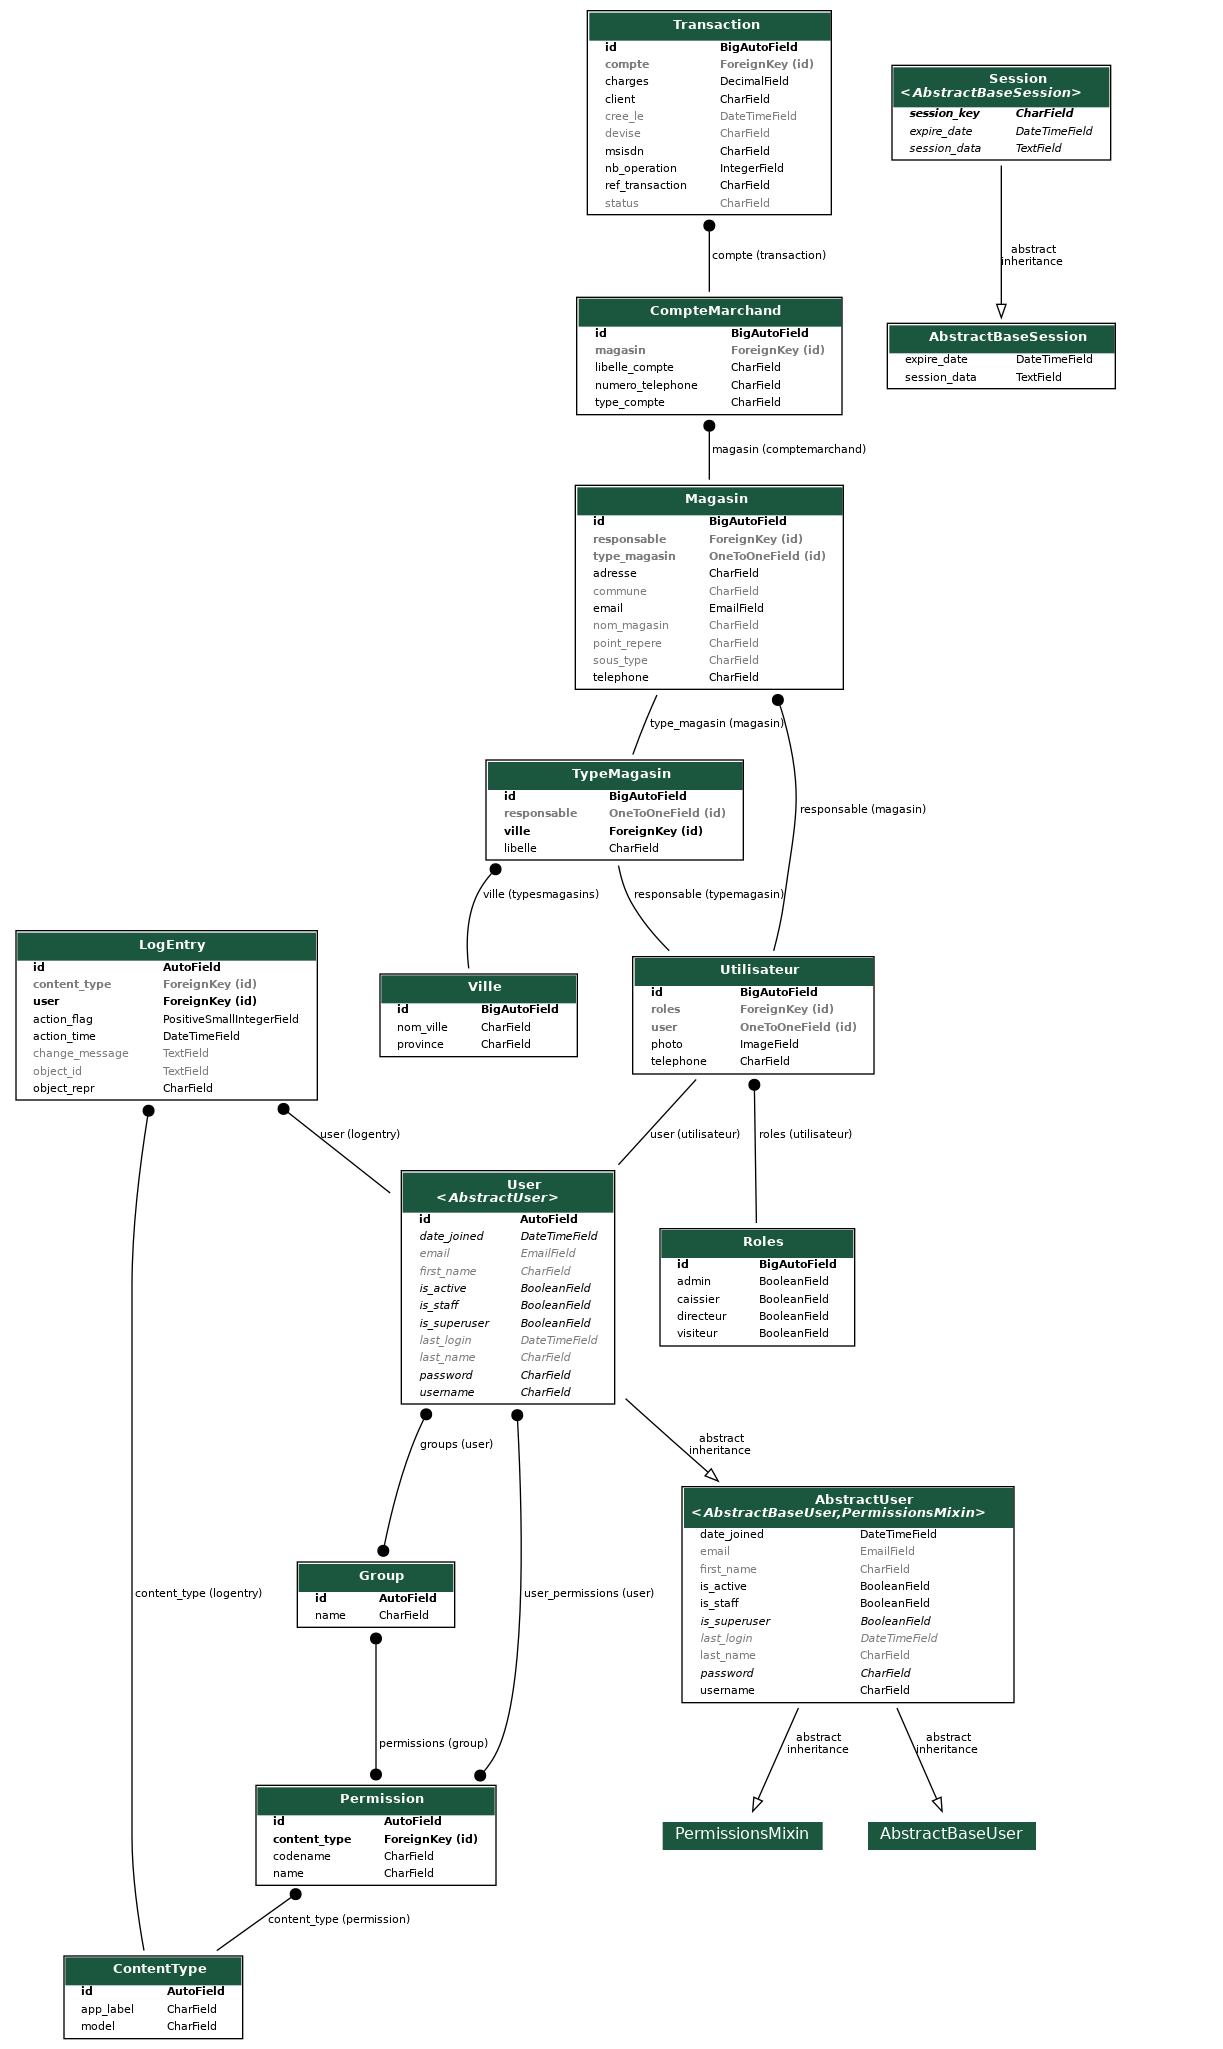 Transaction
id BigAutoField
compte ForeignKey (id)
charges DecimalField
client CharField
cree_le DateTimeField
devise CharField
msisdn CharField
nb_operation IntegerField
ref_transaction CharField
status CharField
Session
<AbstractBaseSession>
session_key CharField
expire_date DateTimeField
session_data TextField
compte (transaction)
abstract
inheritance
CompteMarchand
id BigAutoField
magasin ForeignKey (id)
libelle_compte CharField
numero_telephone CharField
type_compte CharField
AbstractBaseSession
expire_date DateTimeField
session_data TextField
magasin (comptemarchand)
Magasin
id BigAutoField
responsable ForeignKey (id)
type_magasin OneToOneField (id)
adresse CharField
commune CharField
email EmailField
nom_magasin CharField
point_repere CharField
sous_type CharField
telephone CharField
type_magasin (magasin)
TypeMagasin
id BigAutoField
responsable OneToOneField (id)
ville ForeignKey (id)
libelle CharField
responsable (magasin)
ville (typesmagasins)
responsable (typemagasin)
LogEntry
id AutoField
content_type ForeignKey (id)
user ForeignKey (id)
action_flag PositiveSmallIntegerField
action_time DateTimeField
change_message TextField
object_id TextField
object_repr CharField
Ville
id BigAutoField
nom_ville CharField
province CharField
Utilisateur
id BigAutoField
roles ForeignKey (id)
user OneToOneField (id)
photo ImageField
telephone CharField
user (logentry)
user (utilisateur)
roles (utilisateur)
User
<AbstractUser>
id AutoField
date_joined DateTimeField
email EmailField
first_name CharField
is_active BooleanField
is_staff BooleanField
is_superuser BooleanField
last_login DateTimeField
last_name CharField
password CharField
username CharField
Roles
id BigAutoField
admin BooleanField
caissier BooleanField
directeur BooleanField
visiteur BooleanField
groups (user)
abstract
inheritance
AbstractUser
<AbstractBaseUser,PermissionsMixin>
date_joined DateTimeField
email EmailField
first_name CharField
is_active BooleanField
is_staff BooleanField
is_superuser BooleanField
last_login DateTimeField
last_name CharField
password CharField
username CharField
Group
id AutoField
name CharField
content_type (logentry)
user_permissions (user)
permissions (group)
abstract
inheritance
abstract
inheritance
Permission
id AutoField
content_type ForeignKey (id)
codename CharField
name CharField
PermissionsMixin
AbstractBaseUser
content_type (permission)
ContentType
id AutoField
app_label CharField
model CharField